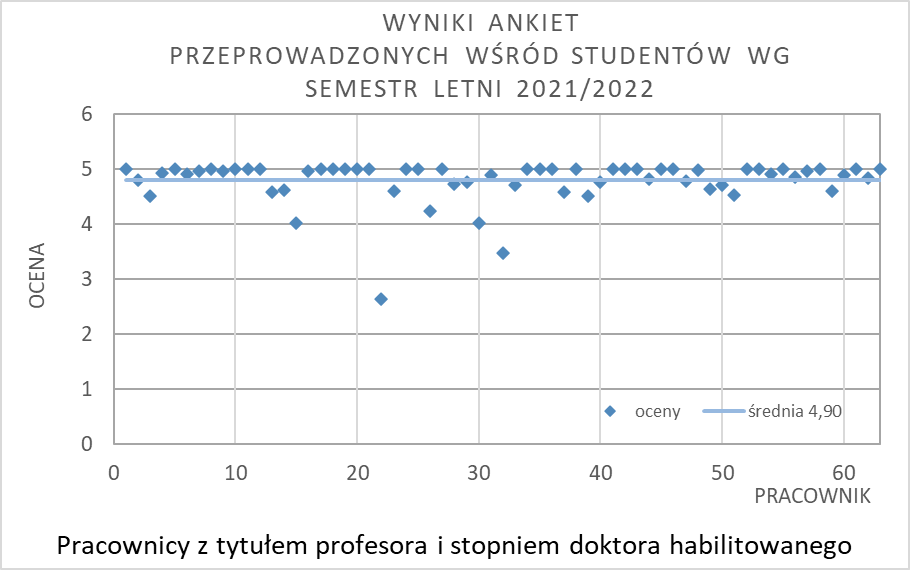 WYNIKI ANKIET
PRZEPROWADZONYCH WŚRÓD STUDENTÓW WG
SEMESTR LETNI 2021/2022
6
5
4
3
2
1
0
OCENA
oceny
średnia 4,90
0 10 20 30 40 50 60
PRACOWNIK
Pracownicy z tytułem profesora i stopniem doktora habilitowanego